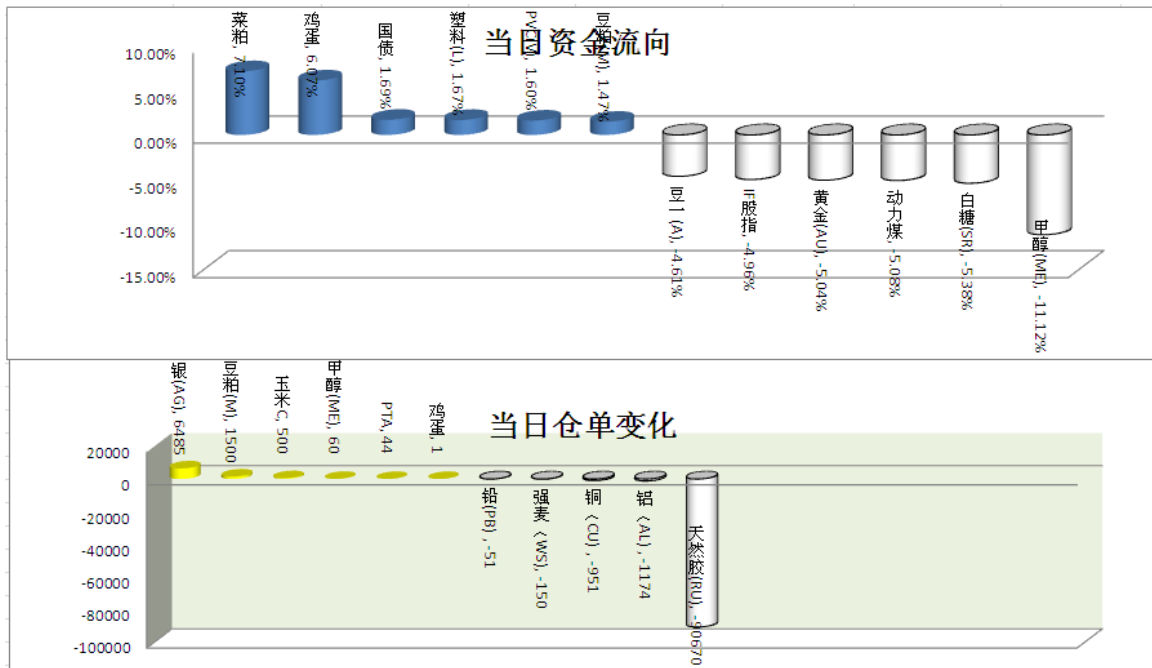 当日资金流向
10.00%
5.00%
0.00%
-5.00%
-10.00%
-15.00%
菜粕, 7.10%
鸡蛋, 6.07%
国债, 1.69%
塑料(L), 1.67%
1.60%
豆粕(M), 1.47%
豆一(A), -4.61%
IF股指, -4.96%
黄金(AU), -5.04%
动力煤, -5.08%
白糖(SR), -5.38%
甲醇(ME), -11.12%
当日仓单变化
20000
0
-20000
-40000
-60000
-80000
-100000
银(AG), 6485
豆粕(M), 1500
玉米C, 500
甲醇(ME), 60
PTA, 44
鸡蛋, 1
铅(PB) , -51
强麦〈WS), -150
铜〈CU) , -951
铝〈AL) , -1174
天然胶(RU), -90670